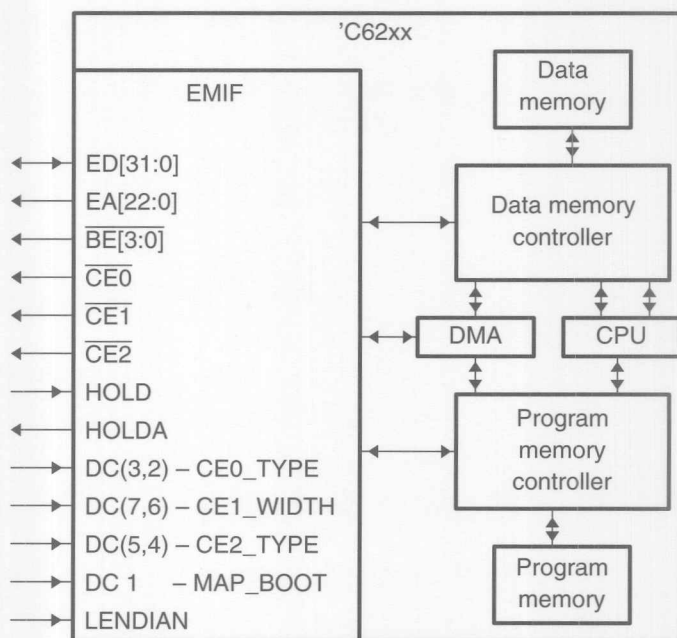 'C62xx
EMIF
ED[31:0]
EA[22:0]
BE[3:0]
CE0
CE1
CE2
HOLD
HOLDA
DC(3,2) – CE0_TYPE
DC(7,6) – CE1_WIDTH
DC(5,4) – CE2_TYPE
DC 1 – MAP_BOOT
LENDIAN
Data
memory
Data memory
controller
DMA
CPU
Program
memory
controller
Program
memory